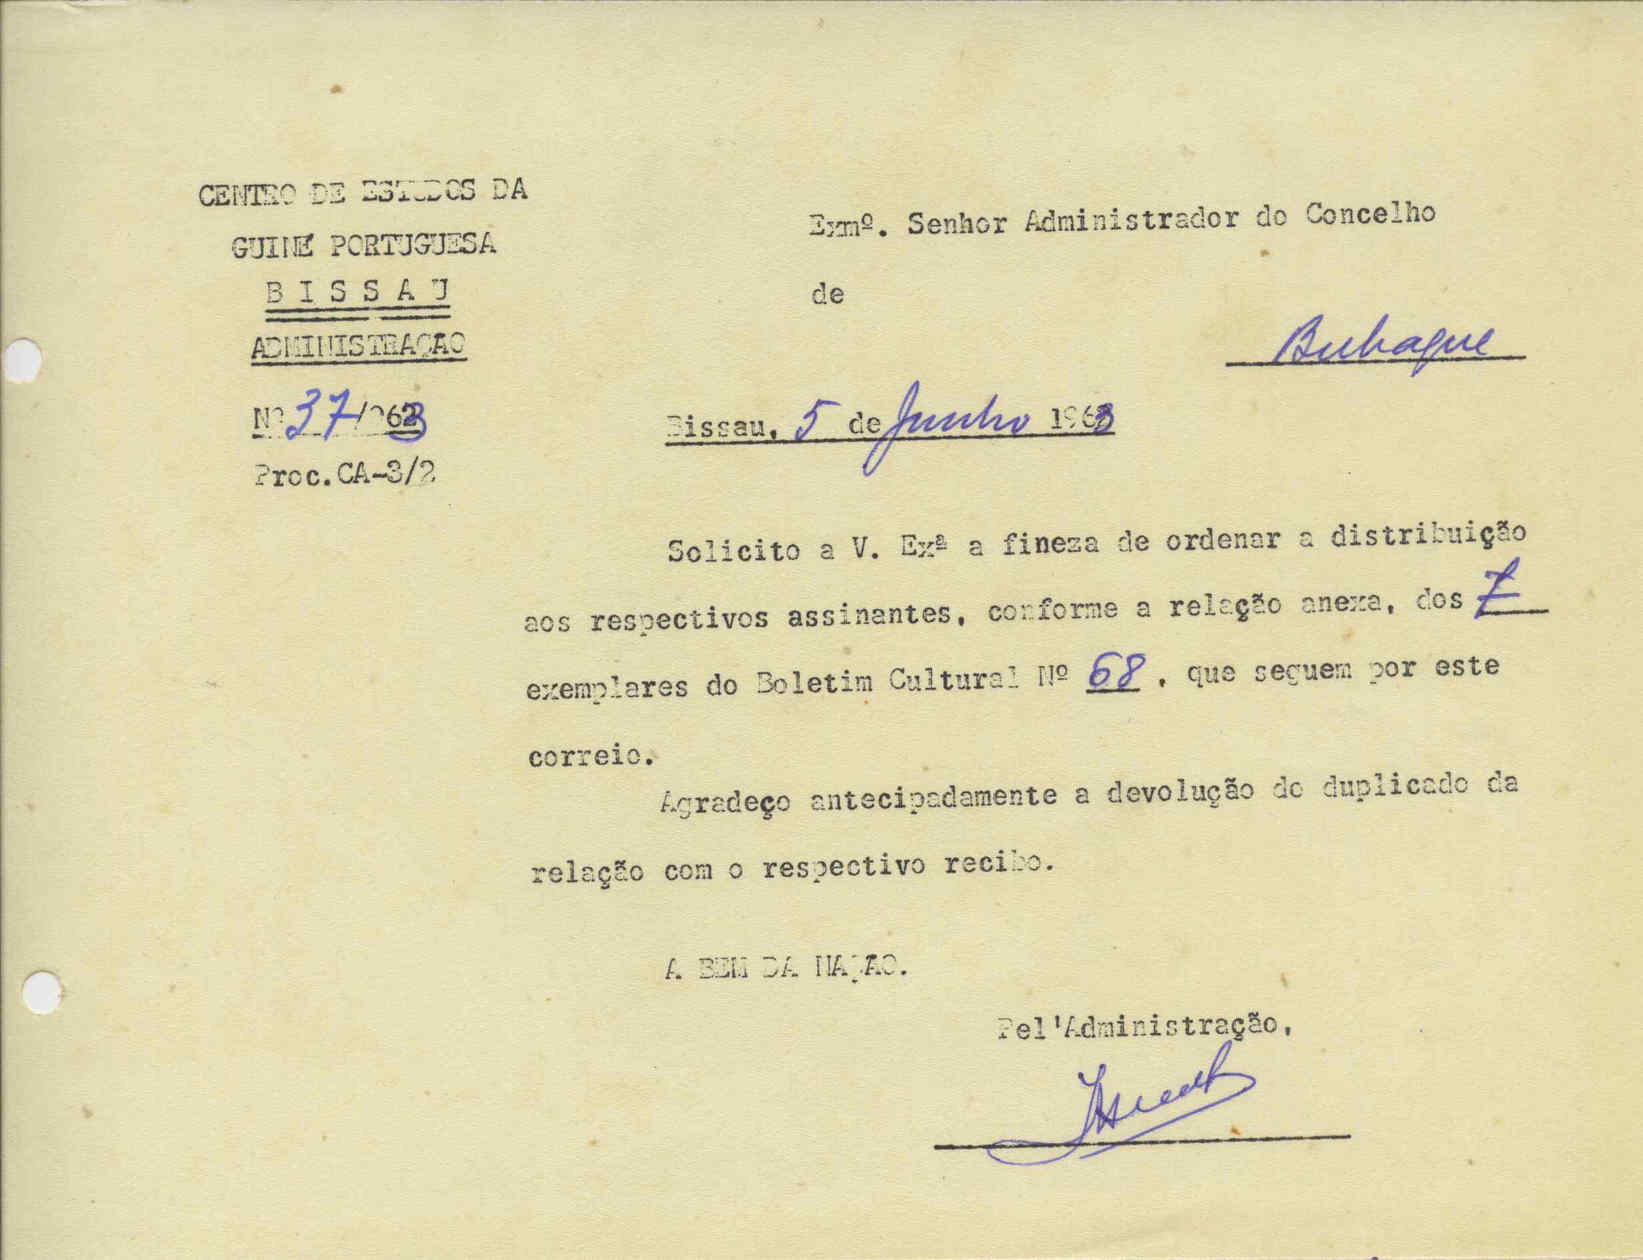 CENTRO DE ESTUDOS DA
GUINÉ PORTUGUESA
B I S S A U
ADMINISTRAÇÃO
Nº 37/963
Proc.CA-3/2
Exmº. Senhor Administrador do Concelho
de
Bubaque
Bissau, 5 de Junho 1963
Solicito a V. Exª a fineza de ordenar a distribuição
aos respectivos assinantes, conforme a relação anexa, dos 7
exemplares do Boletim Cultural Nº 68 , que seguem por este
correio.
Agradeço antecipadamente a devolução do duplicado da
relação com o respectivo recibo.
A BEM DA NAÇÃO.
Pel'Administração,